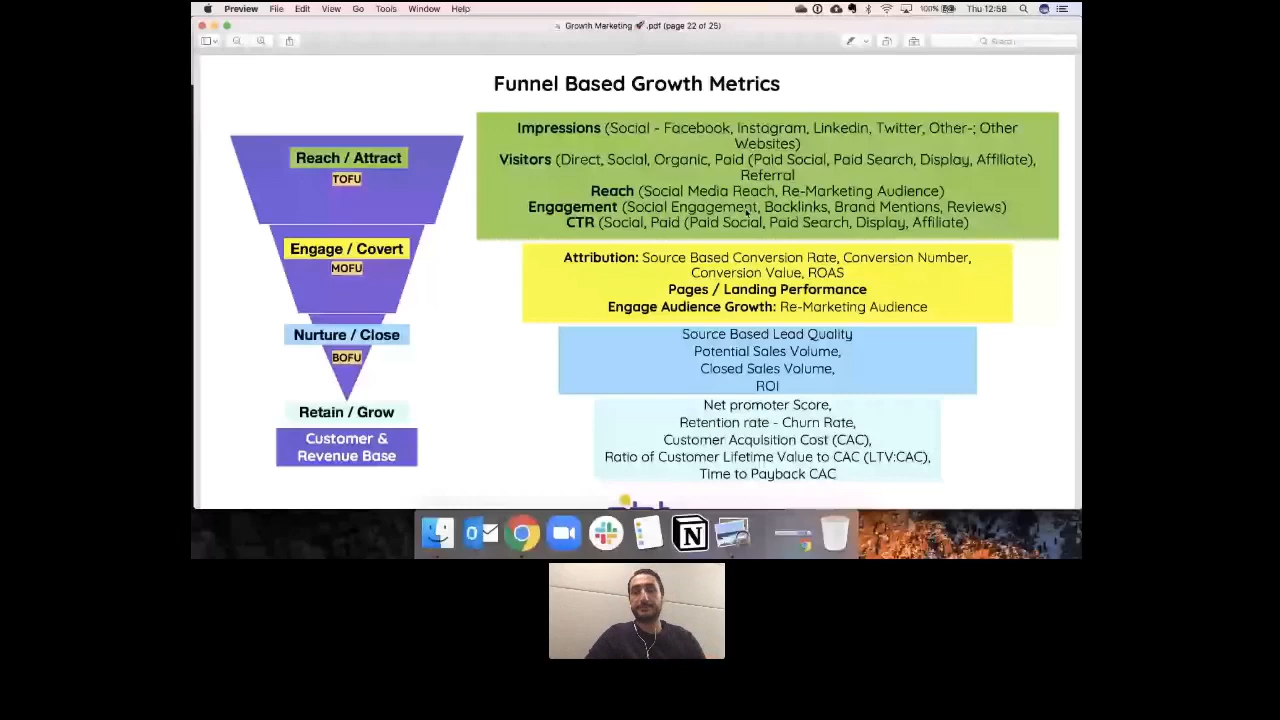 Preview File Edit View Go Tools Window Help 100% Thu 12:58
Growth Marketing 🚀.pdf (page 22 of 25)
Search
Funnel Based Growth Metrics
Reach / Attract
TOFU
Engage / Covert
MOFU
Nurture / Close
BOFU
Retain / Grow
Customer &
Revenue Base
Impressions (Social - Facebook, Instagram, Linkedin, Twitter, Other-; Other
Websites)
Visitors (Direct, Social, Organic, Paid (Paid Social, Paid Search, Display, Affiliate),
Referral
Reach (Social Media Reach, Re-Marketing Audience)
Engagement (Social Engagement, Backlinks, Brand Mentions, Reviews)
CTR (Social, Paid (Paid Social, Paid Search, Display, Affiliate)
Attribution: Source Based Conversion Rate, Conversion Number,
Conversion Value, ROAS
Pages / Landing Performance
Engage Audience Growth: Re-Marketing Audience
Source Based Lead Quality
Potential Sales Volume,
Closed Sales Volume,
ROI
Net promoter Score,
Retention rate - Churn Rate,
Customer Acqulsition Cost (CAC),
Ratio of Customer Lifetime Value to CAC (LTV:CAC),
Time to Payback CAC